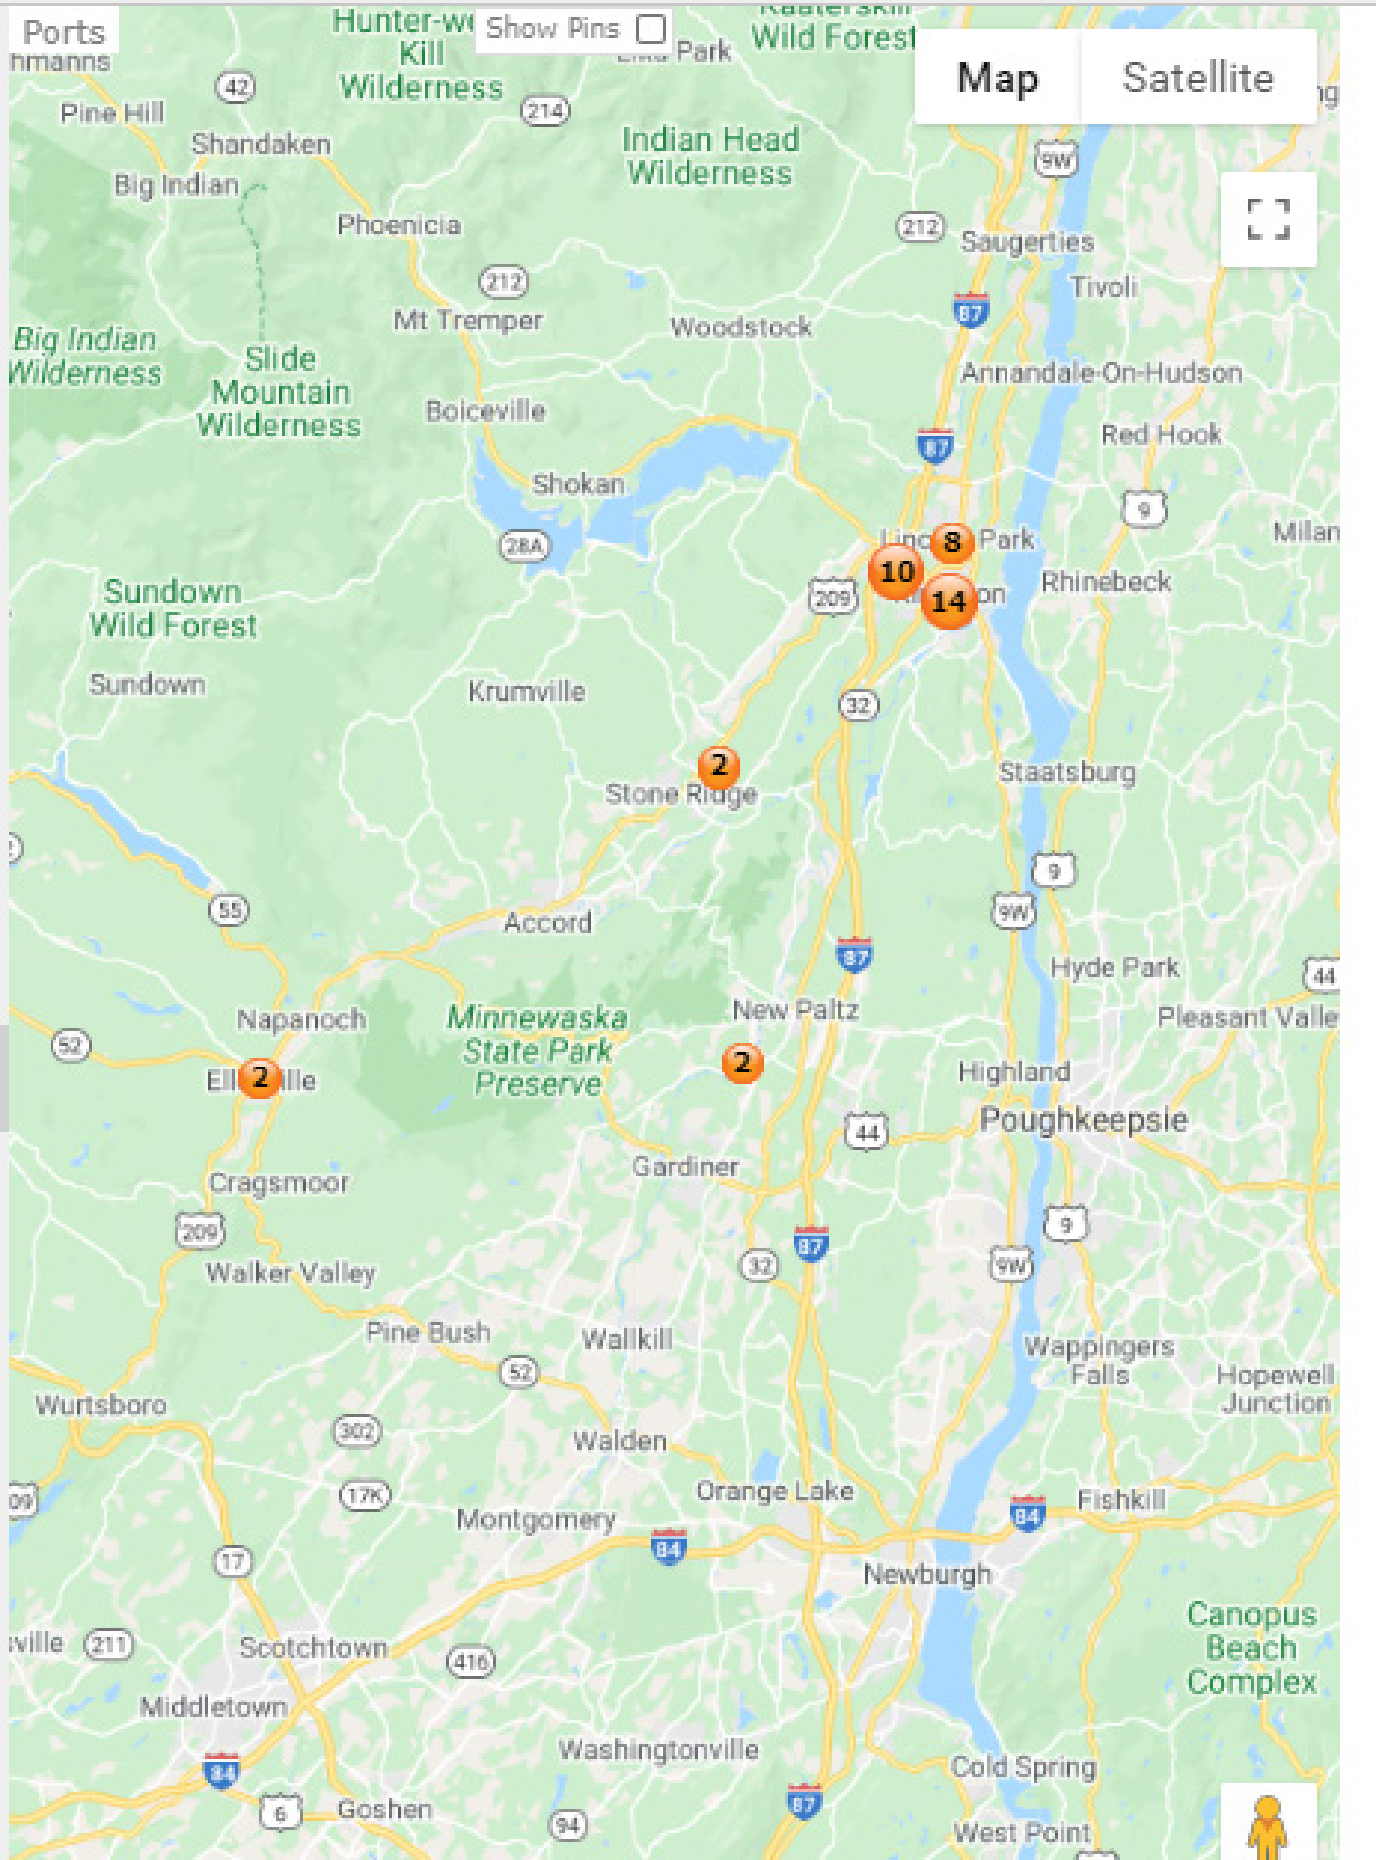 Ports
Show Pins
Map
Satellite
Hunter-we
Kill
Wilderness
Wild Forest
Park
hmanns
42
Pine Hill
214
Shandaken
Indian Head
Wilderness
9W
Big Indian
Phoenicia
212
Saugerties
212
Tivoli
87
Mt Tremper
Woodstock
Big Indian
Wilderness
Slide
Mountain
Wilderness
Annandale-On-Hudson
Boiceville
87
Red Hook
Shokan
9
28A
Linc
8
Park
Milan
10
Rhinebeck
Sundown
Wild Forest
209
14
on
Sundown
Krumville
32
2
Stone Ridge
Staatsburg
9
55
9W
Accord
87
Hyde Park
44
Napanoch
Minnewaska
State Park
Preserve
New Paltz
Pleasant Valle
52
2
Ell
2
ille
Highland
Poughkeepsie
44
Gardiner
Cragsmoor
209
9
87
32
9W
Walker Valley
Pine Bush
Wallkill
Wappingers
Falls
52
Hopewell
Junction
Wurtsboro
302
Walden
17K
09
Orange Lake
Fishkill
Montgomery
84
84
17
Newburgh
Canopus
Beach
Complex
sville
211
Scotchtown
416
Middletown
Washingtonville
84
Cold Spring
87
6
Goshen
94
West Point